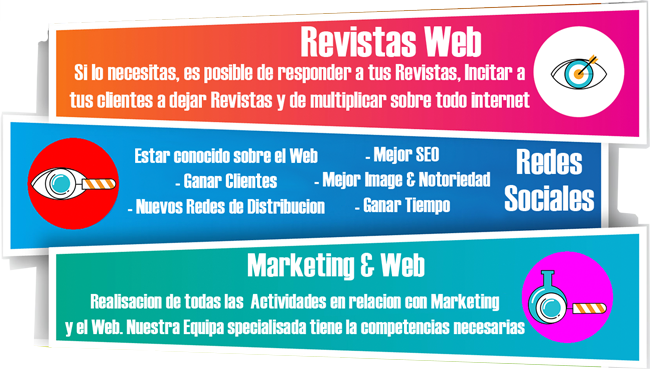 Revistas Web
Si lo necesitas, es posible de responder a tus Revistas, Incitar a
tus clientes a dejar Revistas y de multiplicar sobre todo internet
Estar conocido sobre el Web
- Ganar Clientes
- Nuevos Redes de Distribucion
- Mejor SEO
- Mejor Image & Notoriedad
- Ganar Tiempo
Redes
Sociales
Marketing & Web
Realisacion de todas las Actividades en relacion con Marketing
y el Web. Nuestra Equipa specialisada tiene la competencias necesarias